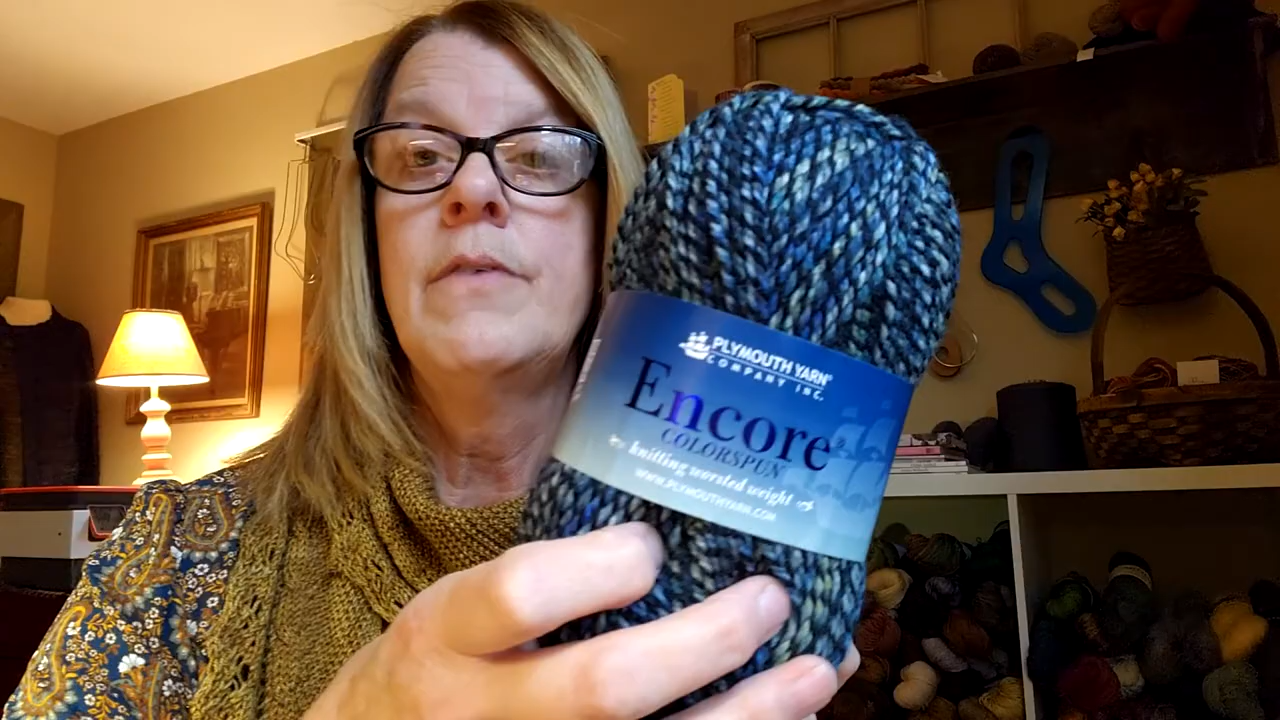 PLYMOUTH YARN®
COMPANY INC.
Encore®
COLORSPUN
knitting worsted weight
WWW.PLYMOUTHYARN.COM